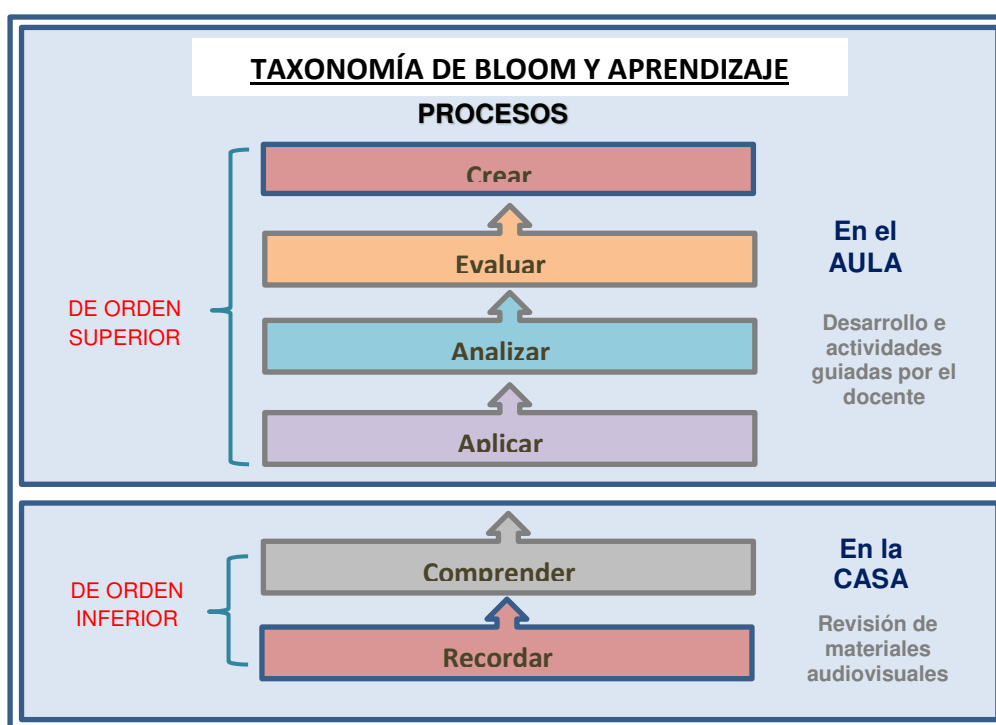 TAXONOMÍA DE BLOOM Y APRENDIZAJE
PROCESOS
Crear
Evaluar
Analizar
Aplicar
DE ORDEN
SUPERIOR
En el
AULA
Desarrollo e
actividades
guiadas por el
docente
Comprender
Recordar
DE ORDEN
INFERIOR
En la
CASA
Revisión de
materiales
audiovisuales